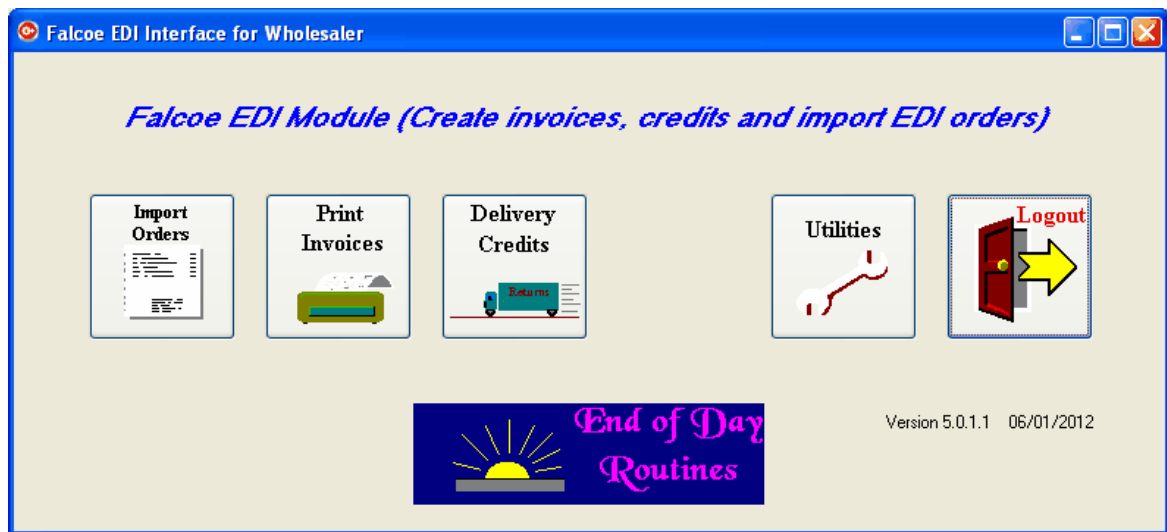 Falcoe EDI Interface for Wholesaler
Falcoe EDI Module (Create invoices, credits and import EDI orders)
Import
Orders
Print
Invoices
Delivery
Credits
Returns
Utilities
Logout
End of Day
Routines
Version 5.0.1.1 06/01/2012